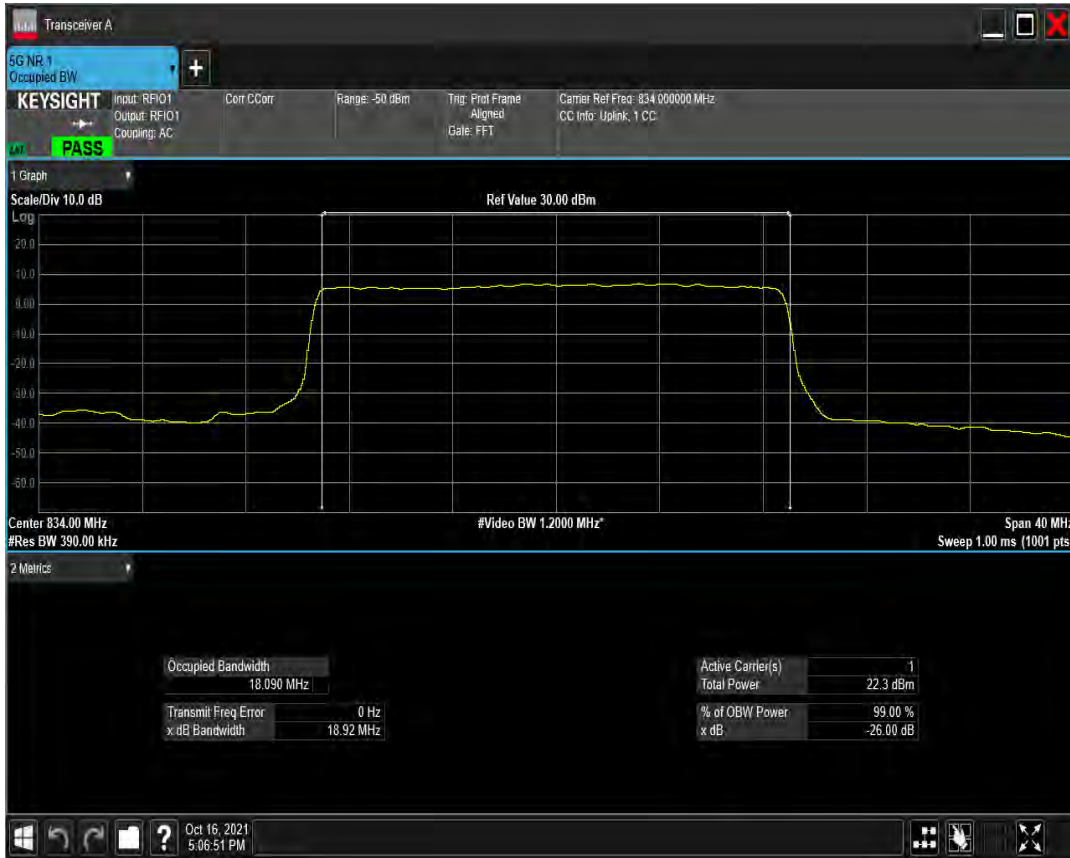 Transceiver A
5G NR 1
Occupied BW
+
KEYSIGHT
Input: RFIO1
Output: RFIO1
Coupling: AC
Corr CCorr
Range: -50 dBm
Trig: Prot Frame
Aligned
Gate: FFT
Carrier Ref Freq: 834.000000 MHz
CC Info: Uplink, 1 CC
PASS
1 Graph
Scale/Div 10.0 dB
Ref Value 30.00 dBm
Log
20.0
10.0
0.00
-10.0
-20.0
-30.0
-40.0
-50.0
-60.0
Center 834.00 MHz
#Video BW 1.2000 MHz*
Span 40 MHz
#Res BW 390.00 kHz
Sweep 1.00 ms (1001 pts
2 Metrics
Occupied Bandwidth
18.090 MHz
Transmit Freq Error 0 Hz
x dB Bandwidth 18.92 MHz
Active Carrier(s) 1
Total Power 22.3 dBm
% of OBW Power 99.00 %
x dB -26.00 dB
?
Oct 16, 2021
5:06:51 PM